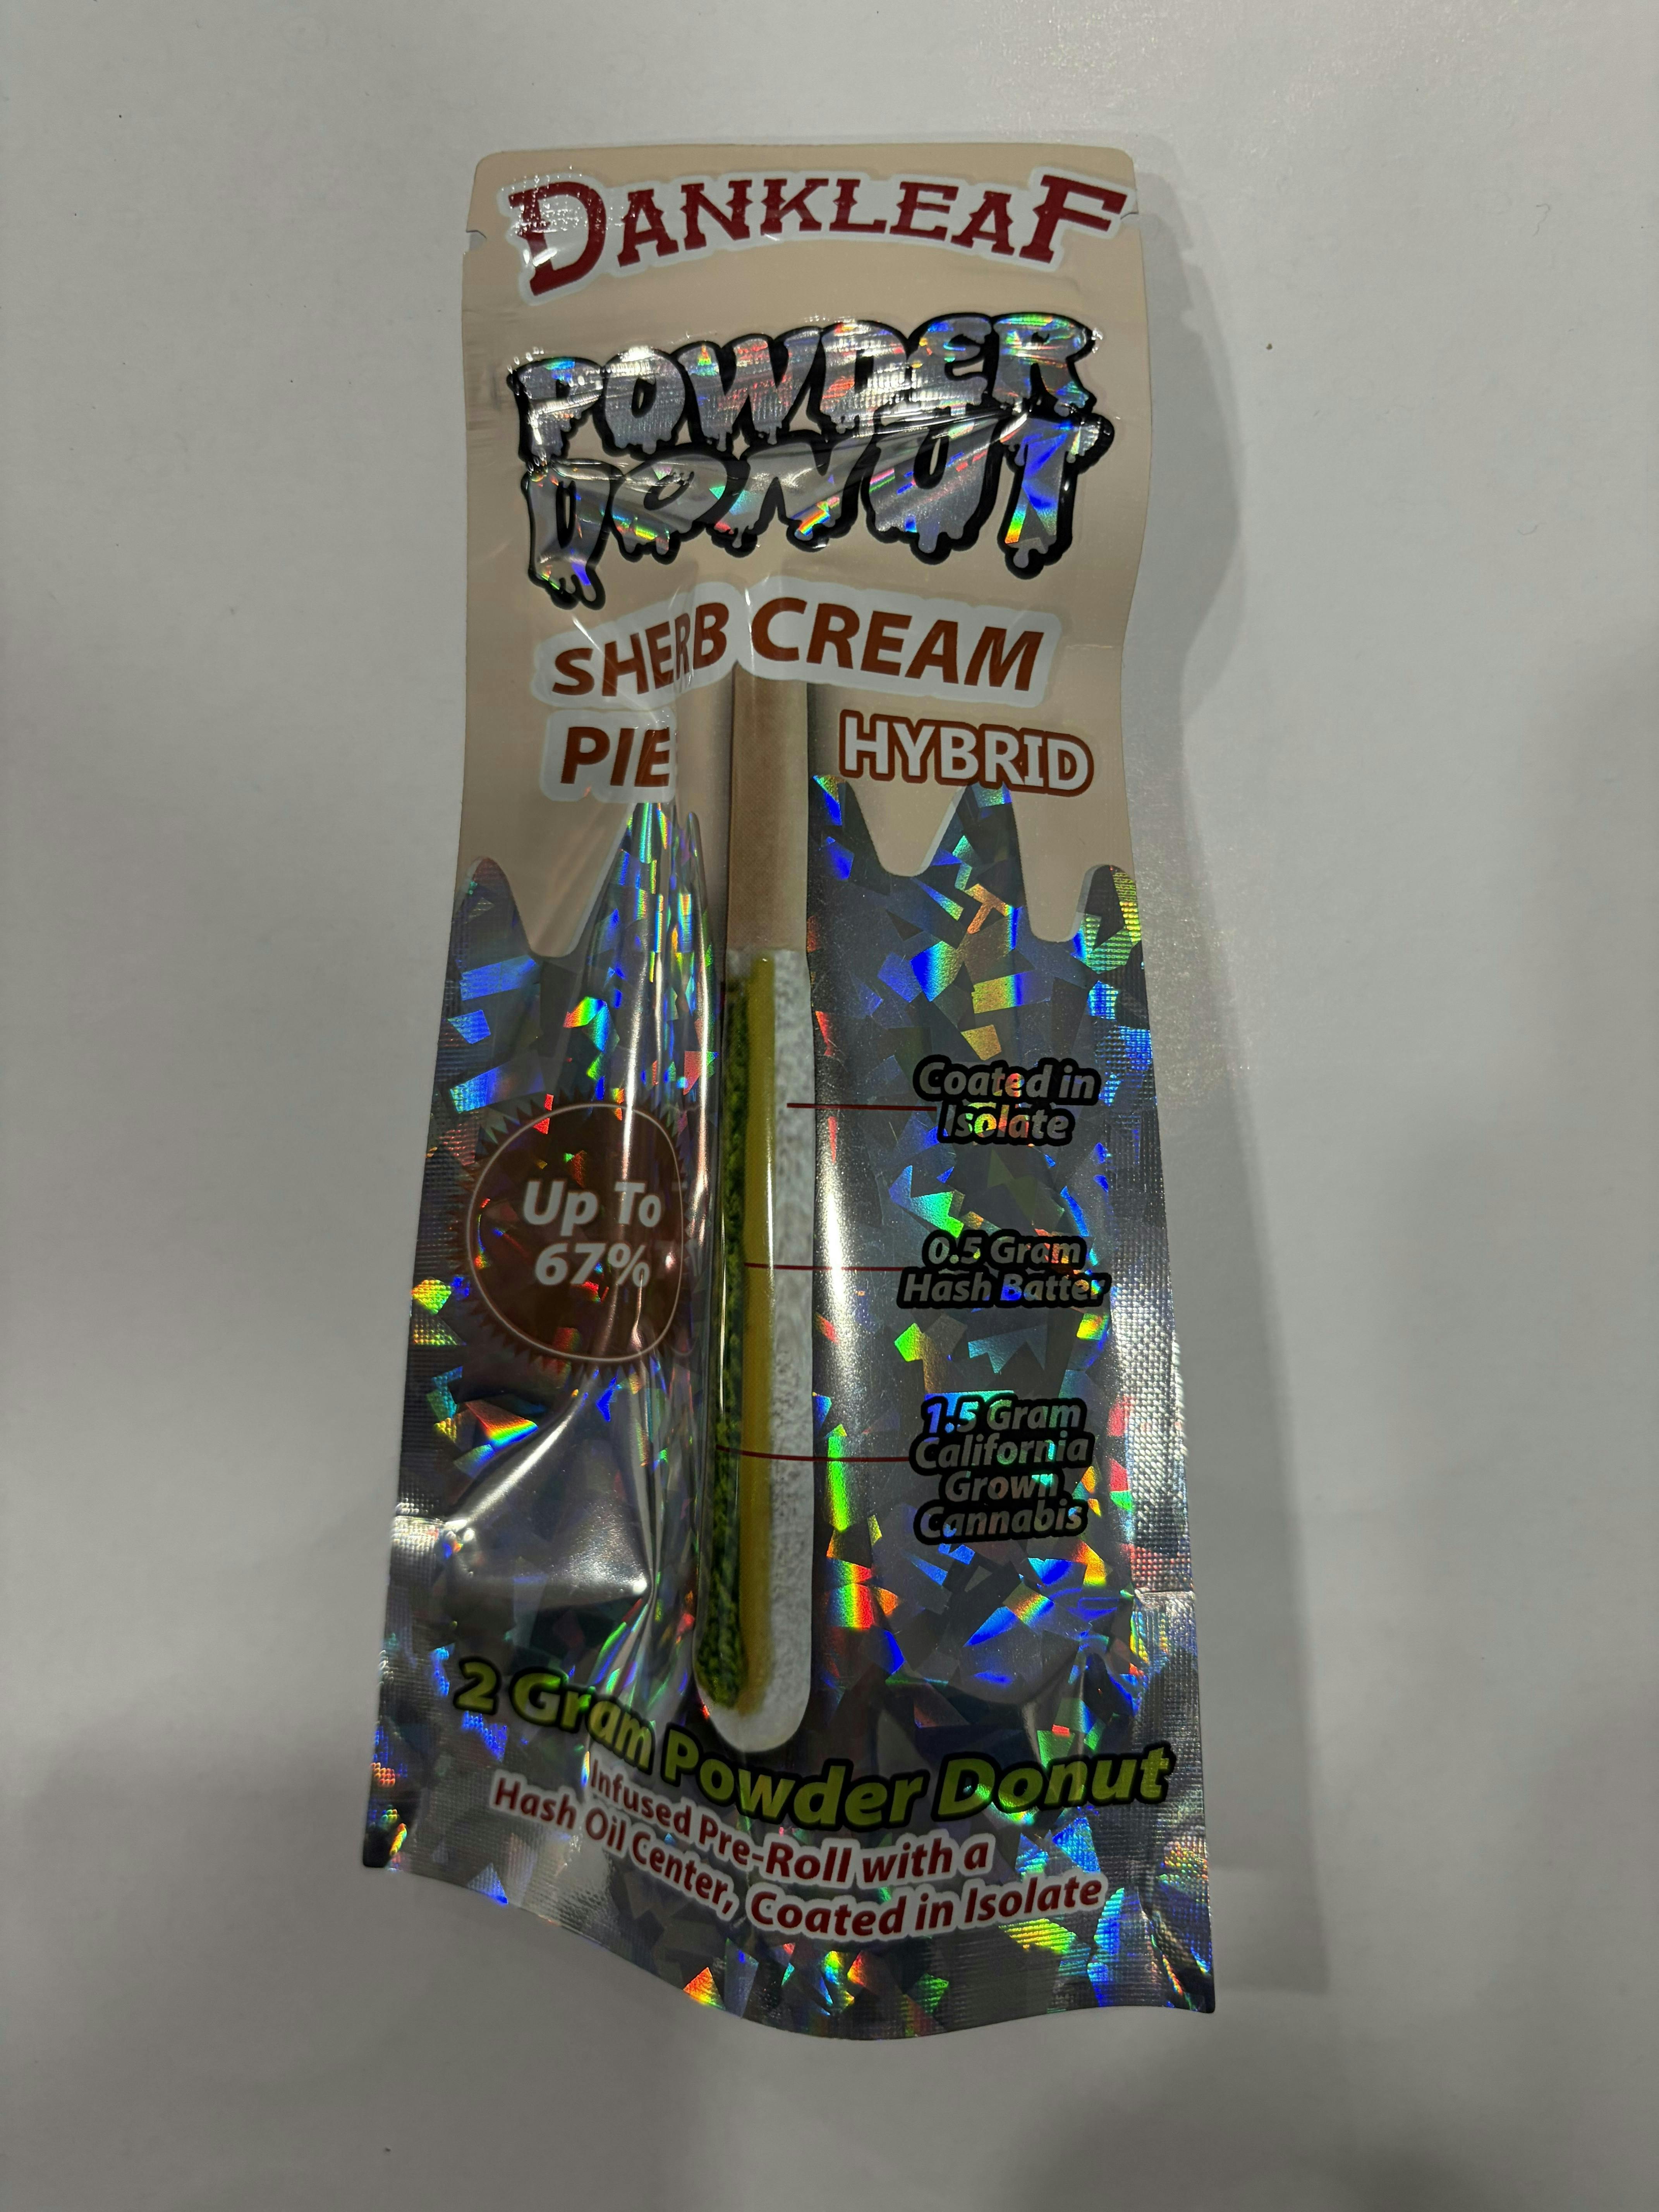 DANKLEAF
POWDER
DONUT
SHERB CREAM
PIE
HYBRID
Coated in
Isolate
Up To
67%
0.5 Gram
Hash Batter
1.5 Gram
California
Grown
Cannabis
2 Gram Powder Donut
Infused Pre-Roll with a
Hash Oil Center, Coated in Isolate